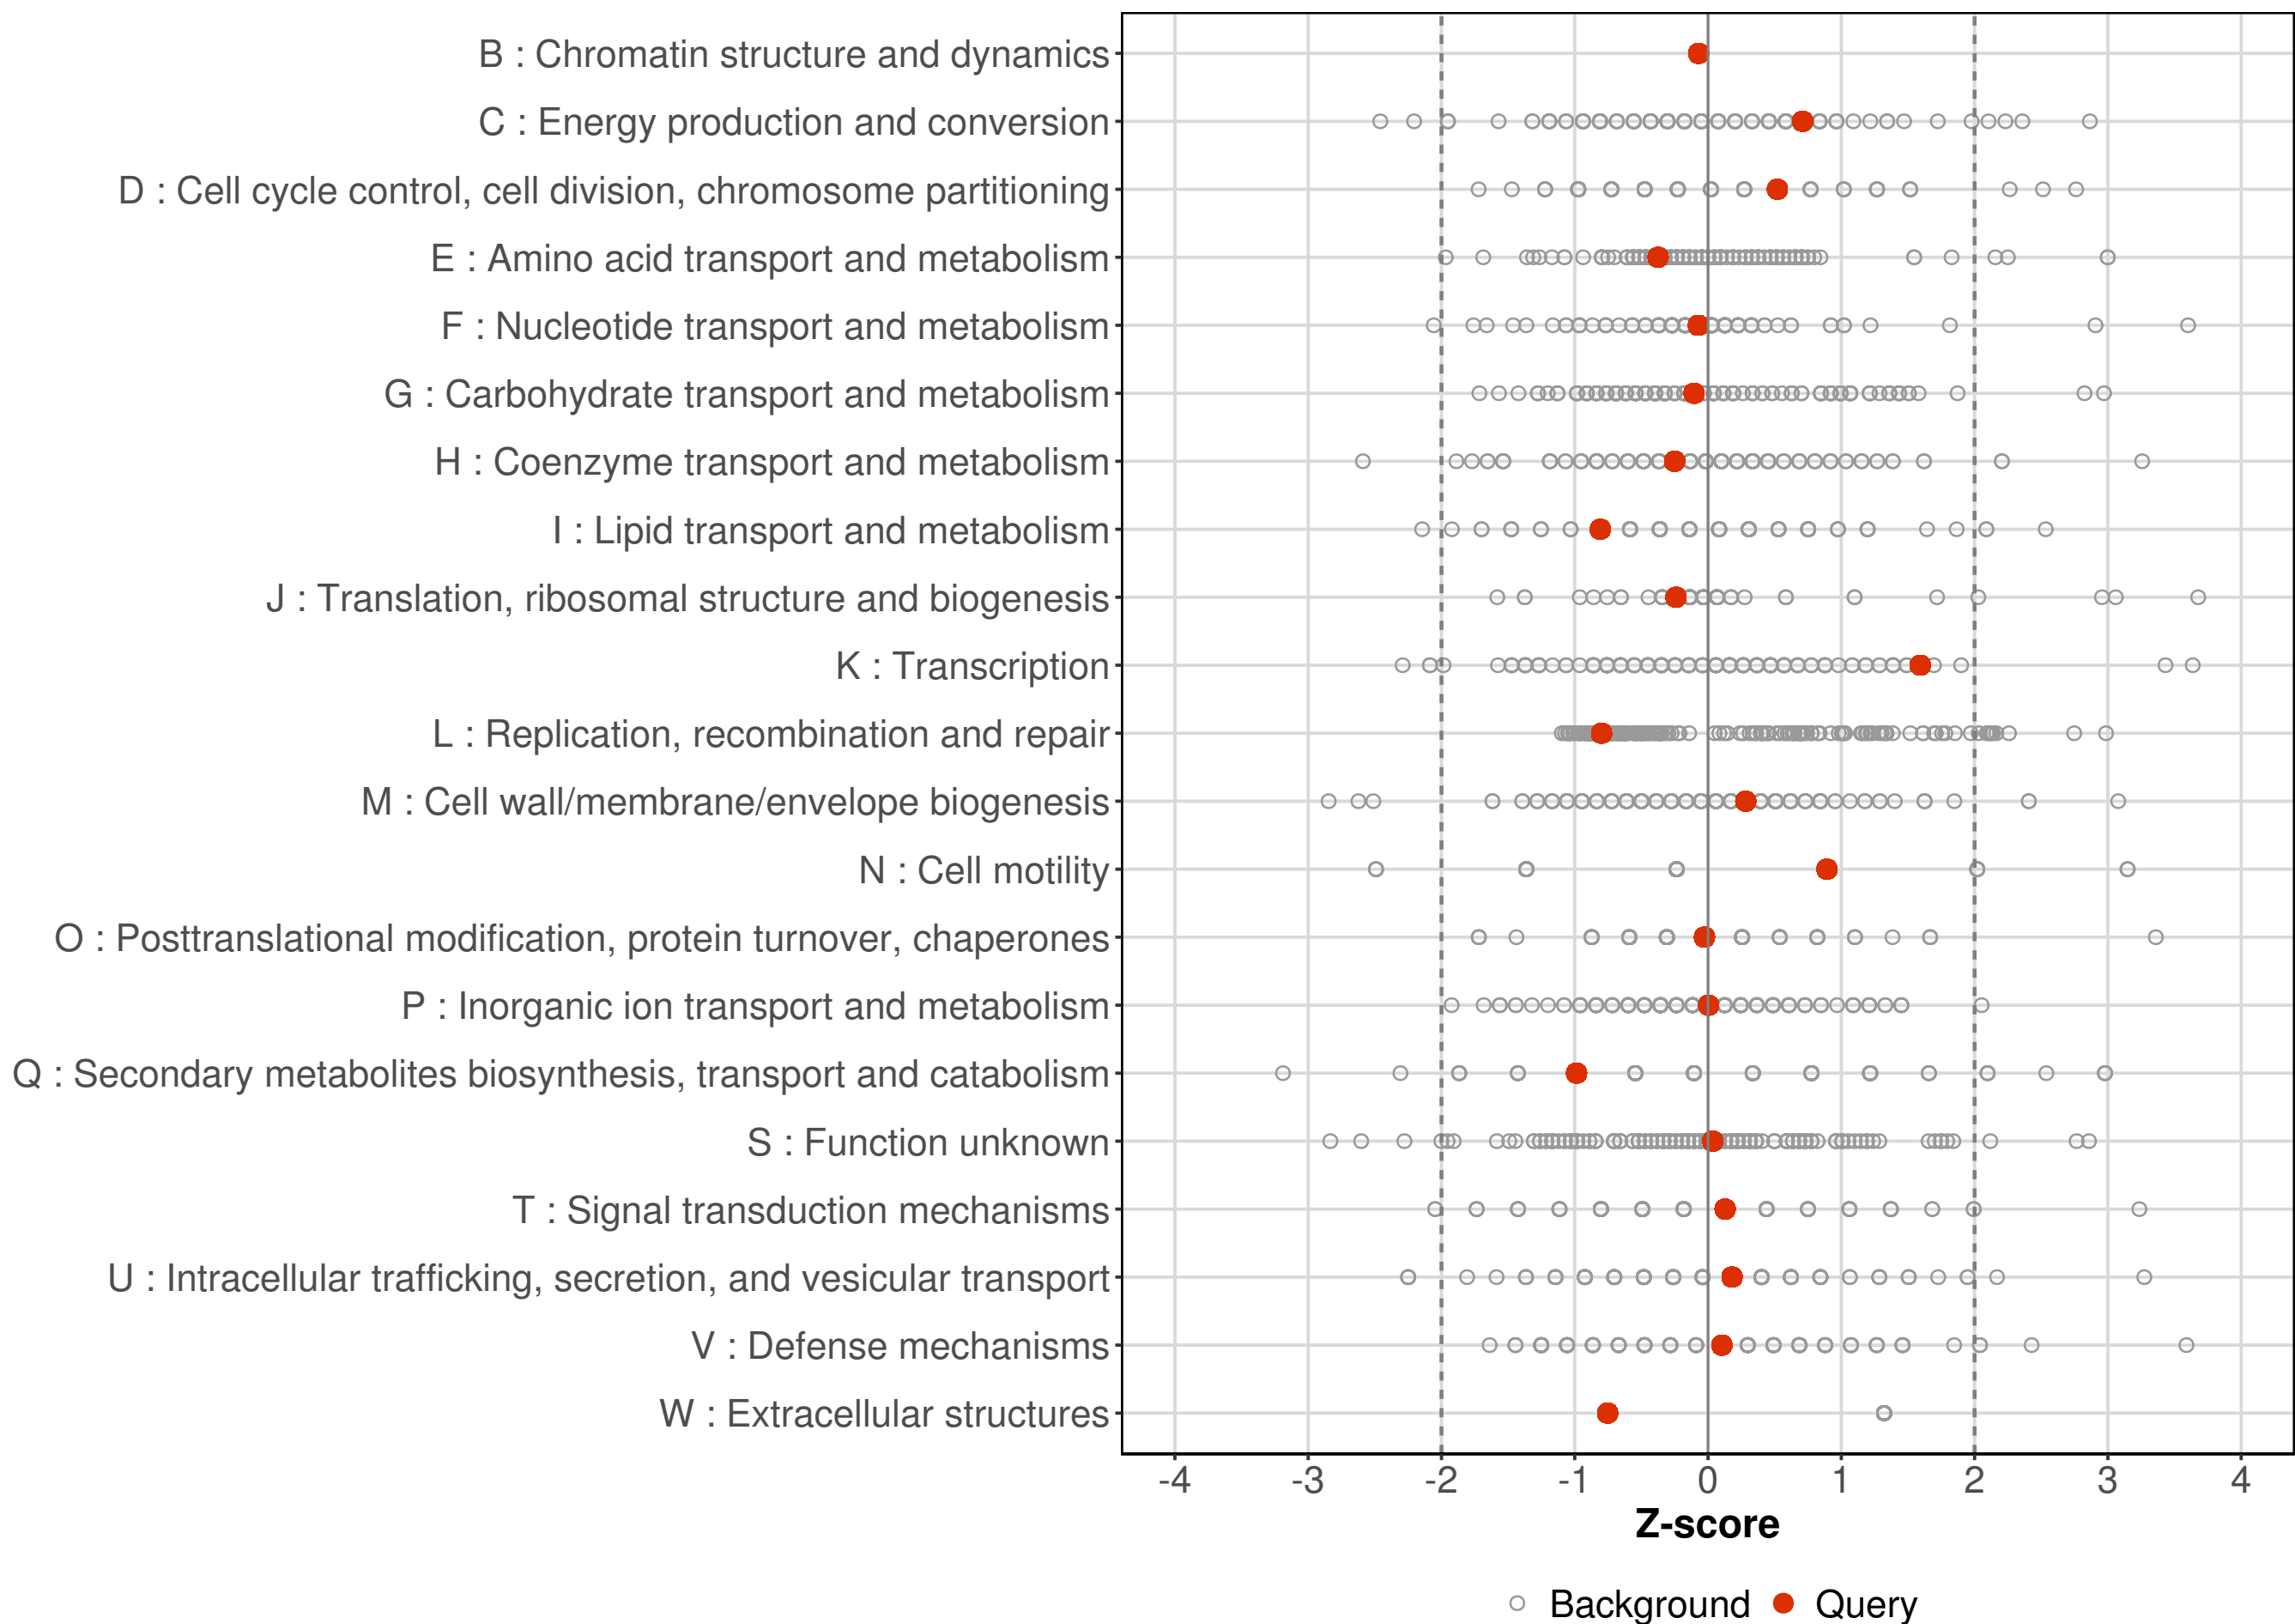 B : Chromatin structure and dynamics
C : Energy production and conversion
D : Cell cycle control, cell division, chromosome partitioning
E : Amino acid transport and metabolism
F : Nucleotide transport and metabolism
G : Carbohydrate transport and metabolism
H : Coenzyme transport and metabolism
I : Lipid transport and metabolism
J : Translation, ribosomal structure and biogenesis
K : Transcription
L : Replication, recombination and repair
M : Cell wall/membrane/envelope biogenesis
N : Cell motility
O : Posttranslational modification, protein turnover, chaperones
P : Inorganic ion transport and metabolism
Q : Secondary metabolites biosynthesis, transport and catabolism
S : Function unknown
T : Signal transduction mechanisms
U : Intracellular trafficking, secretion, and vesicular transport
V : Defense mechanisms
W : Extracellular structures
-4 -3 -2 -1 0 1 2 3 4
Z-score
Background Query